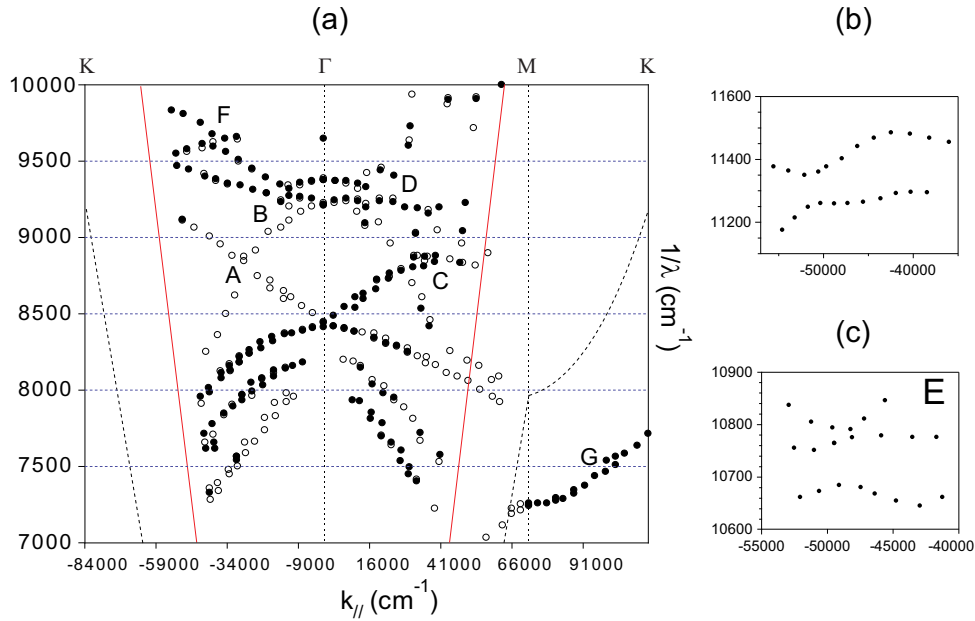 (a)
K Γ M K
10000
9500
9000
8500
8000
7500
7000
F
B
D
A
C
G
-84000 -59000 -34000 -9000 16000 41000 66000 91000
k// (cm-1)
1/λ (cm-1)
(b)
11600
11400
11200
-50000 -40000
(c)
10900
10800
10700
10600
E
-55000 -50000 -45000 -40000